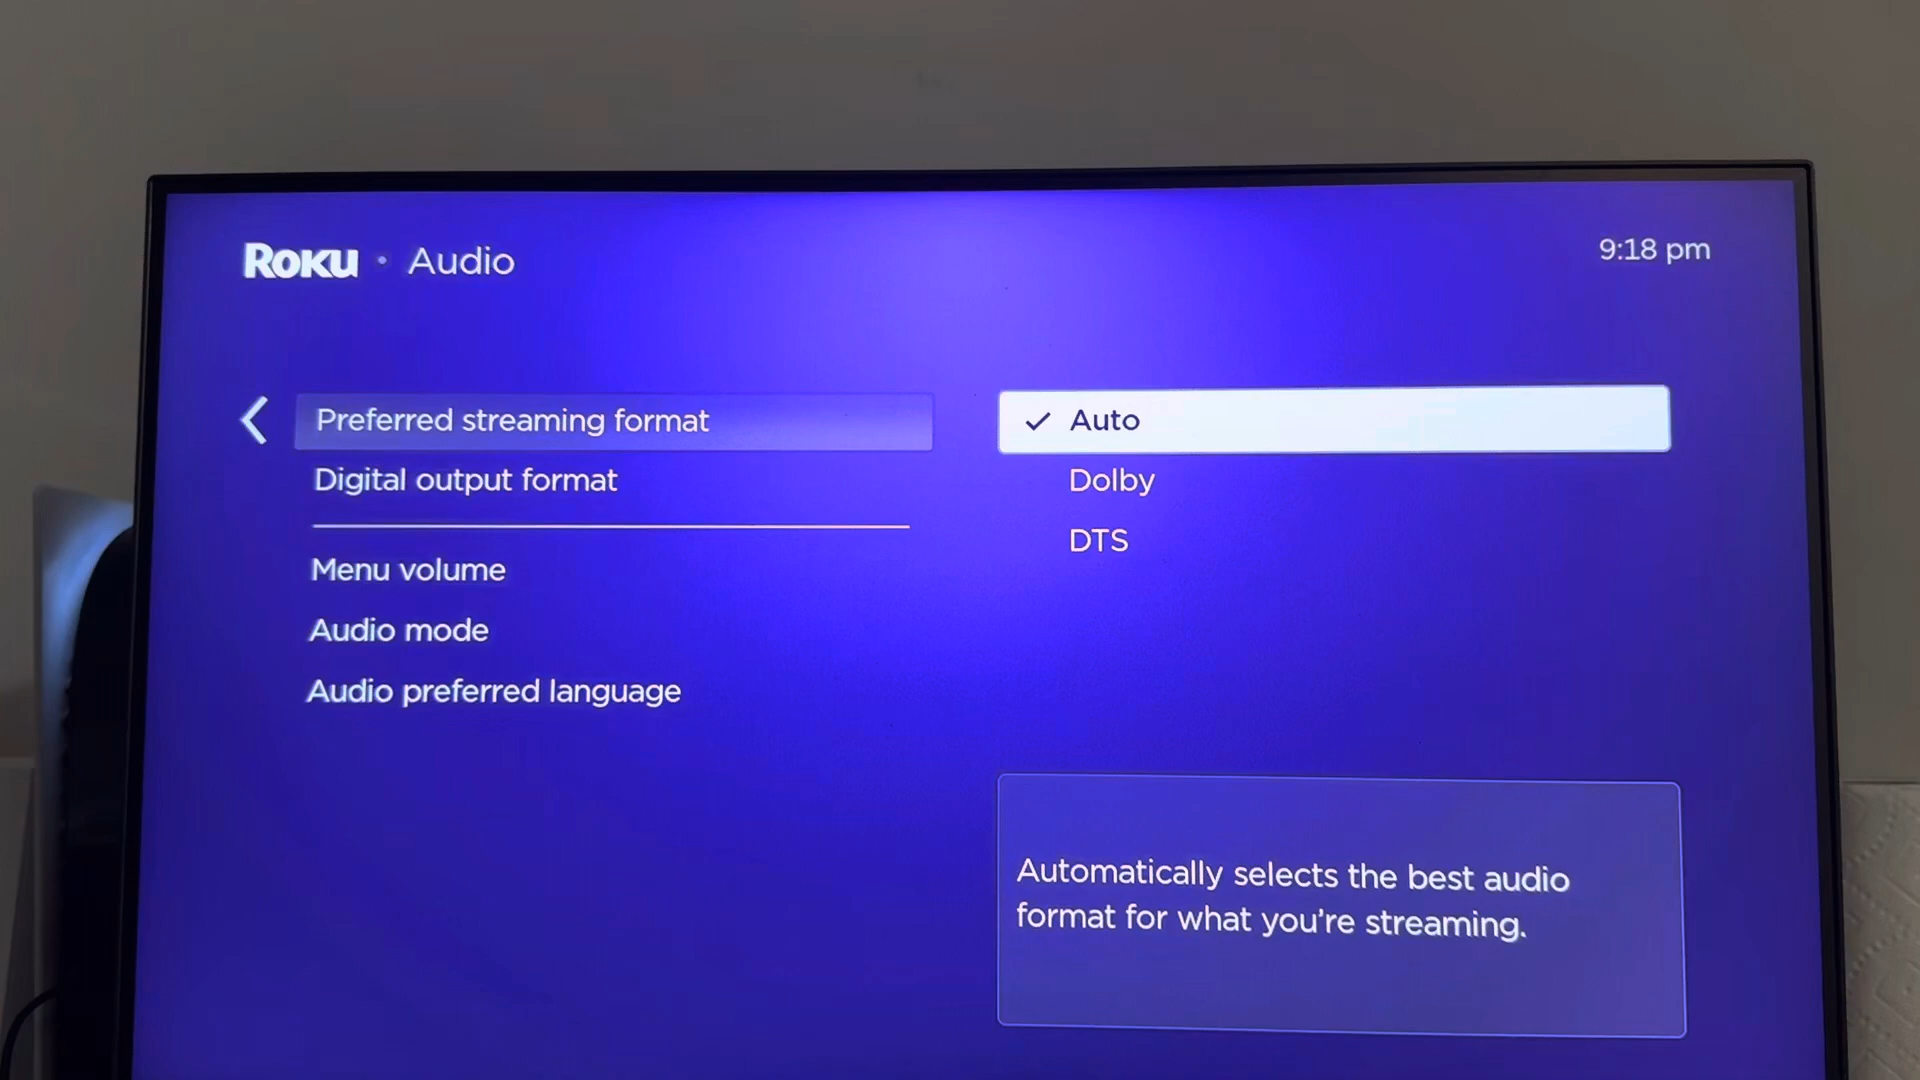 Roku • Audio
9:18 pm
Preferred streaming format
Digital output format
Menu volume
Audio mode
Audio preferred language
Auto
Dolby
DTS
Automatically selects the best audio
format for what you're streaming.